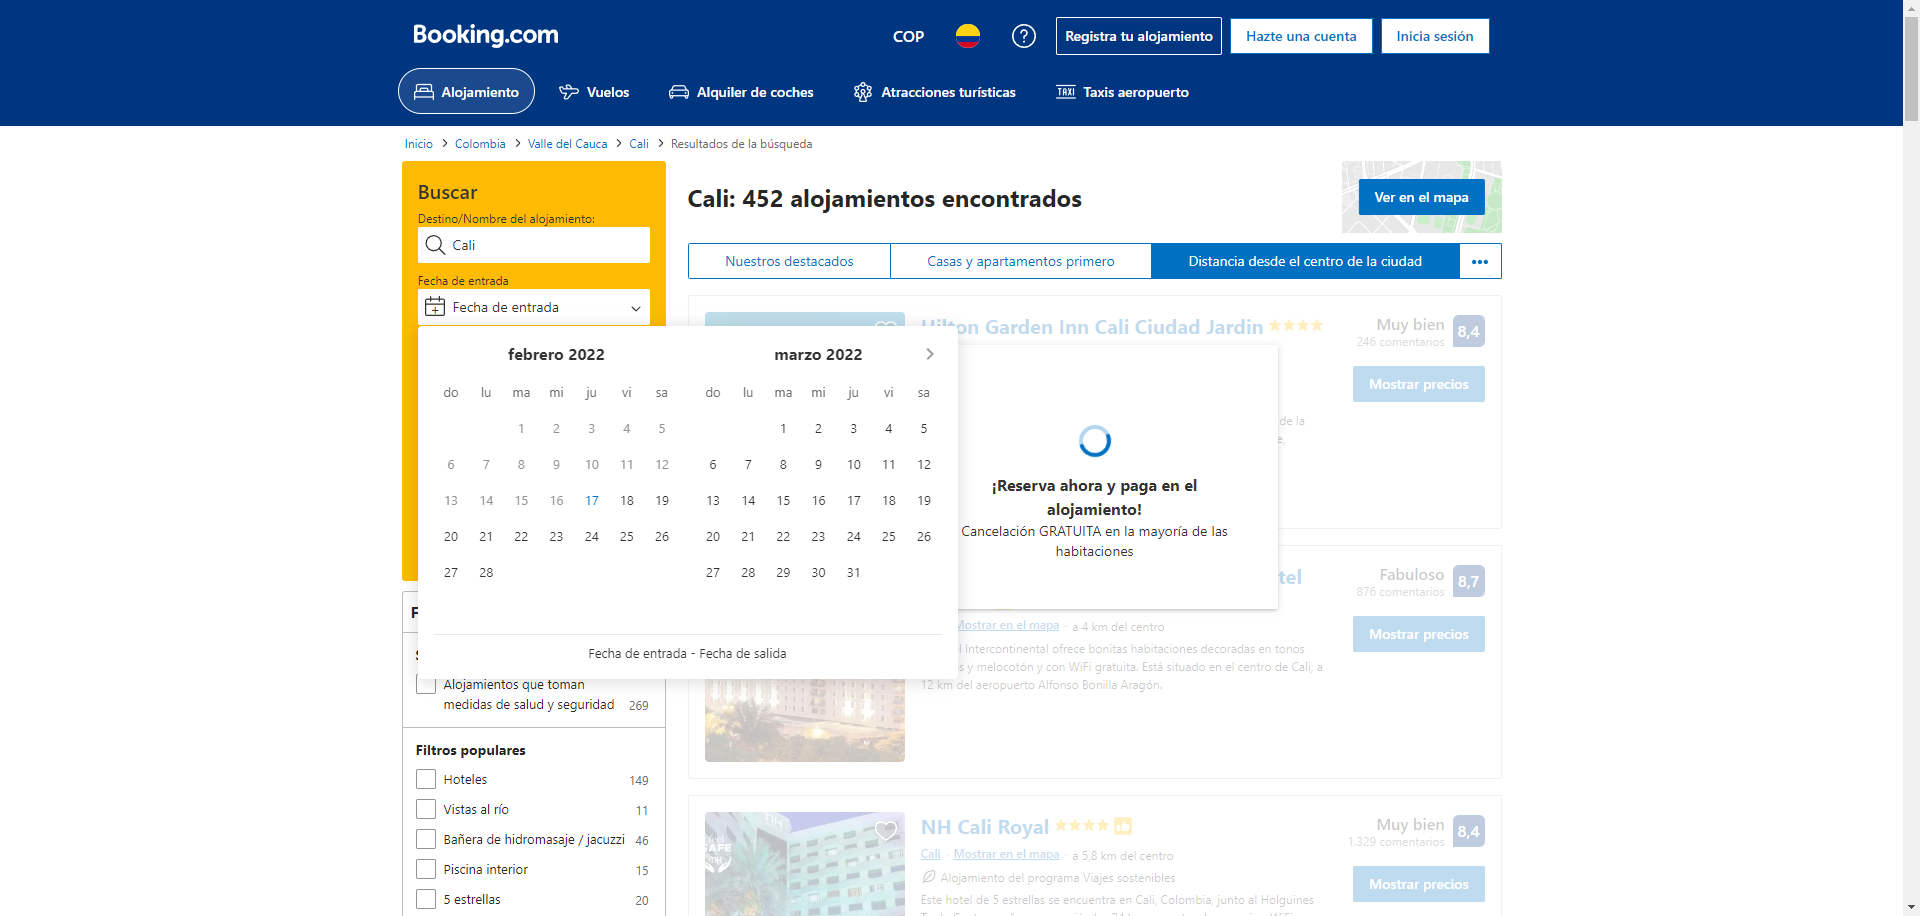 Booking.com
COP
Registra tu alojamiento
Hazte una cuenta
Inicia sesión
Alojamiento
Vuelos
Alquiler de coches
Atracciones turísticas
TAXI
Taxis aeropuerto
Inicio > Colombia > Valle del Cauca > Cali > Resultados de la búsqueda
Buscar
Destino/Nombre del alojamiento:
Cali
Fecha de entrada
Fecha de entrada
febrero 2022
do lu ma mi ju vi sa
1 2 3 4 5
6 7 8 9 10 11 12
13 14 15 16 17 18 19
20 21 22 23 24 25 26
27 28
marzo 2022
do lu ma mi ju vi sa
1 2 3 4 5
6 7 8 9 10 11 12
13 14 15 16 17 18 19
20 21 22 23 24 25 26
27 28 29 30 31
Fecha de entrada - Fecha de salida
Alojamientos que toman
medidas de salud y seguridad 269
Filtros populares
Hoteles 149
Vistas al río 11
Bañera de hidromasaje / jacuzzi 46
Piscina interior 15
5 estrellas 20
Cali: 452 alojamientos encontrados
Ver en el mapa
Nuestros destacados
Casas y apartamentos primero
Distancia desde el centro de la ciudad
Hilton Garden Inn Cali Ciudad Jardin
Muy bien 8,4
246 comentarios
Mostrar precios
de la
¡Reserva ahora y paga en el
alojamiento!
Cancelación GRATUITA en la mayoría de las
habitaciones
tel
Fabuloso 8,7
876 comentarios
Mostrar precios
Mostrar en el mapa · a 4 km del centro
l Intercontinental ofrece bonitas habitaciones decoradas en tonos
s y melocotón y con WiFi gratuita. Está situado en el centro de Cali, a
12 km del aeropuerto Alfonso Bonilla Aragón.
NH Cali Royal
Muy bien 8,4
1.329 comentarios
Mostrar precios
Cali · Mostrar en el mapa · a 5,8 km del centro
Alojamiento del programa Viajes sostenibles
Este hotel de 5 estrellas se encuentra en Cali, Colombia, junto al Holguines